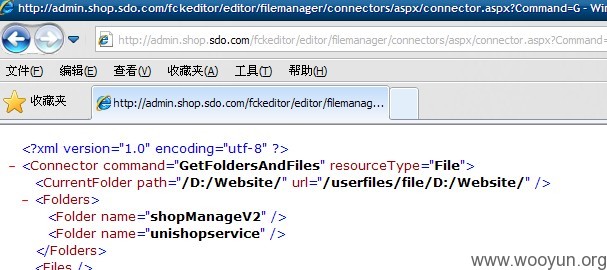 http://admin.shop.sdo.com/fckeditor/editor/filemanager/connectors/aspx/connector.aspx?Command=G - Win
http://admin.shop.sdo.com/fckeditor/editor/filemanager/connectors/aspx/connector.aspx?Command=
文件(F) 编辑(E) 查看(V) 收藏夹(A) 工具(T) 帮助(H)
收藏夹 http://admin.shop.sdo.com/fckeditor/editor/filemanag...
<?xml version="1.0" encoding="utf-8" ?>
- <Connector command="GetFoldersAndFiles" resourceType="File">
<CurrentFolder path="/D:/Website/" url="/userfiles/file/D:/Website/" />
- <Folders>
<Folder name="shopManageV2" />
<Folder name="unishopservice" />
</Folders>
<Files />
www.wooyun.org